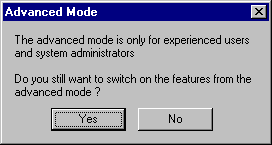 Advanced Mode
The advanced mode is only for experienced users
and system administrators
Do you still want to switch on the features from the
advanced mode ?
Yes
No